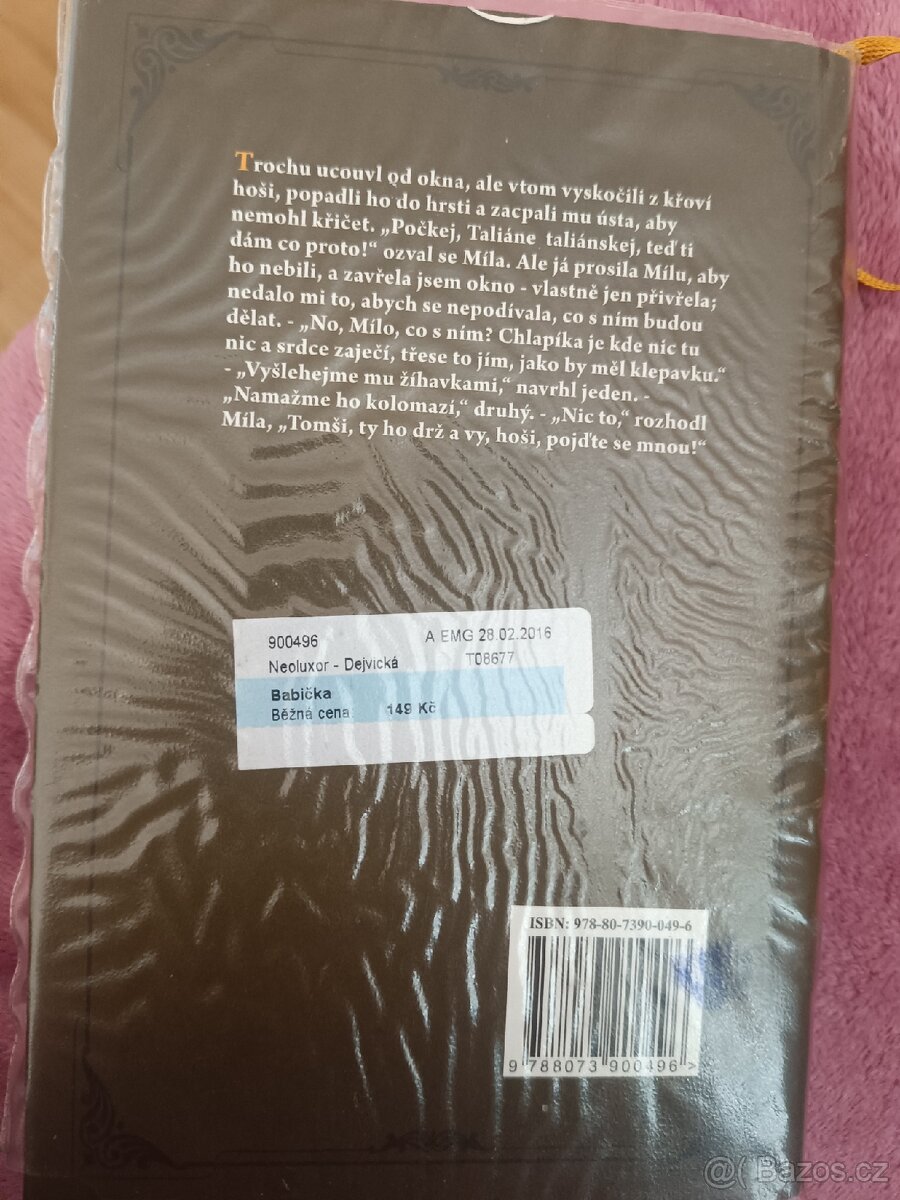 Trochu ucouvl od okna, ale vtom vyskočili z křoví
hoši, popadli ho do hrsti a zacpali mu ústa, aby
nemohl křičet. „Počkej, Taliáne taliánskej, teď ti
dám co proto!“ ozval se Míla. Ale já prosila Mílu, aby
ho nebili, a zavřela jsem okno - vlastně jen přivřela;
nedalo mi to, abych se nepodívala, co s ním budou
dělat. - „No, Mílo, co s ním? Chlapíka je kde nic tu
nic a srdce zaječí, třese to jím, jako by měl klepavku.“
- „Vyšlehejme mu žíhavkami,“ navrhl jeden. -
„Namažme ho kolomazí,“ druhý. - „Nic to,“ rozhodl
Míla, „Tomši, ty ho drž a vy, hoši, pojďte se mnou!“
900496 A EMG 28.02.2016
Neoluxor - Dejvická T08677
Babička
Běžná cena 149 Kč
ISBN: 978-80-7390-049-6
9 788073 900496 >
@( Bazos.cz